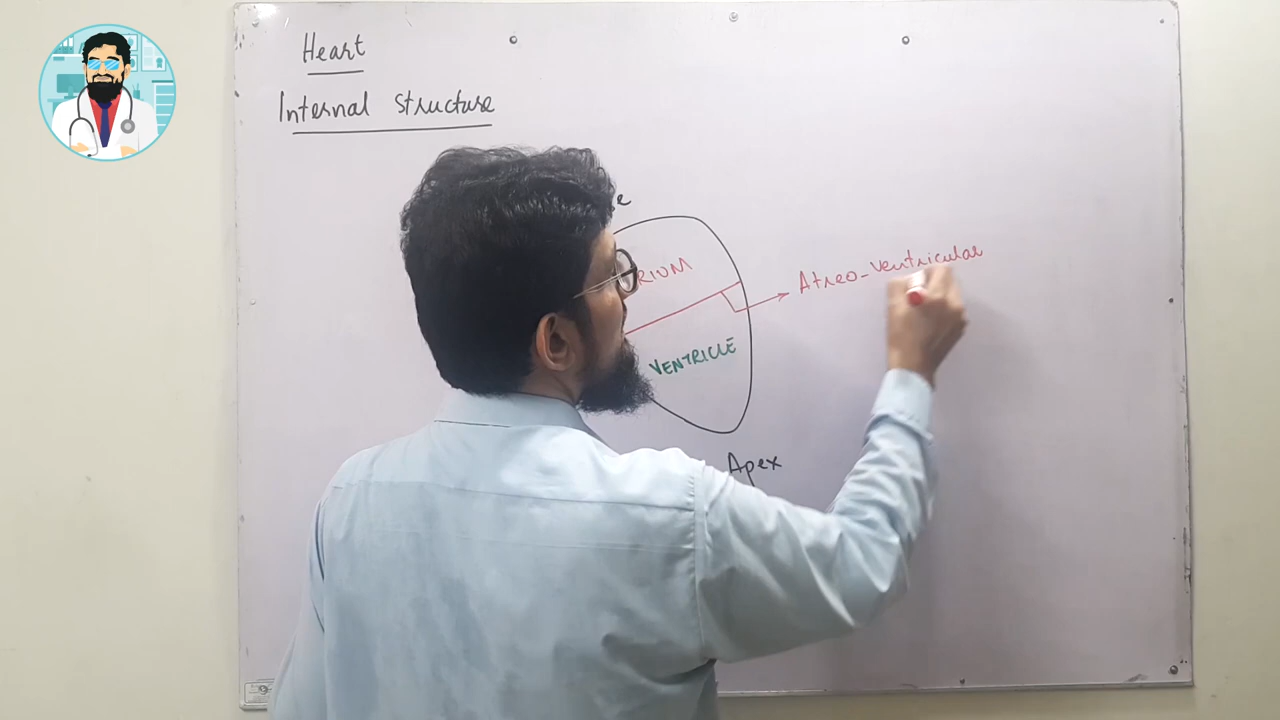 Heart
Internal Structure
RIUM
Atreo-Ventricular
VENTRICLE
Apex